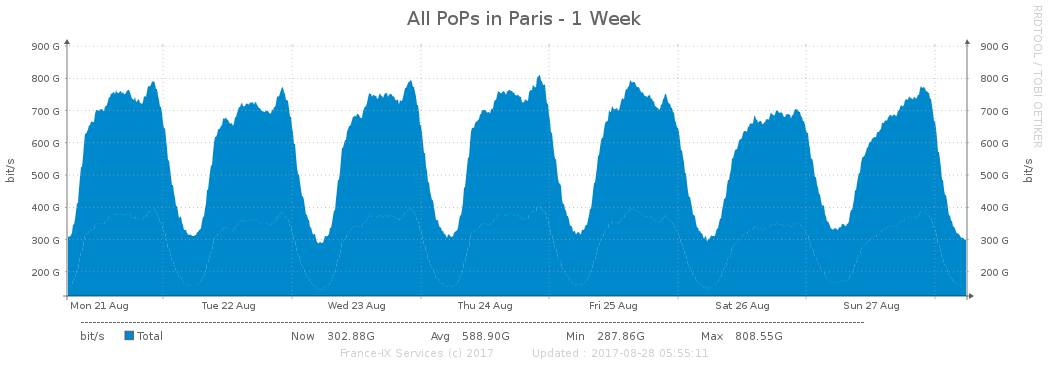 All PoPs in Paris - 1 Week
RRDTOOL / TOBI OETIKER
900 G 900 G
800 G 800 G
700 G 700 G
600 G 600 G
500 G 500 G
400 G 400 G
300 G 300 G
200 G 200 G
bit/s bit/s
Mon 21 Aug Tue 22 Aug Wed 23 Aug Thu 24 Aug Fri 25 Aug Sat 26 Aug Sun 27 Aug
bit/s Total Now 302.88G Avg 588.90G Min 287.86G Max 808.55G
France-IX Services (c) 2017 Updated : 2017-08-28 05:55:11